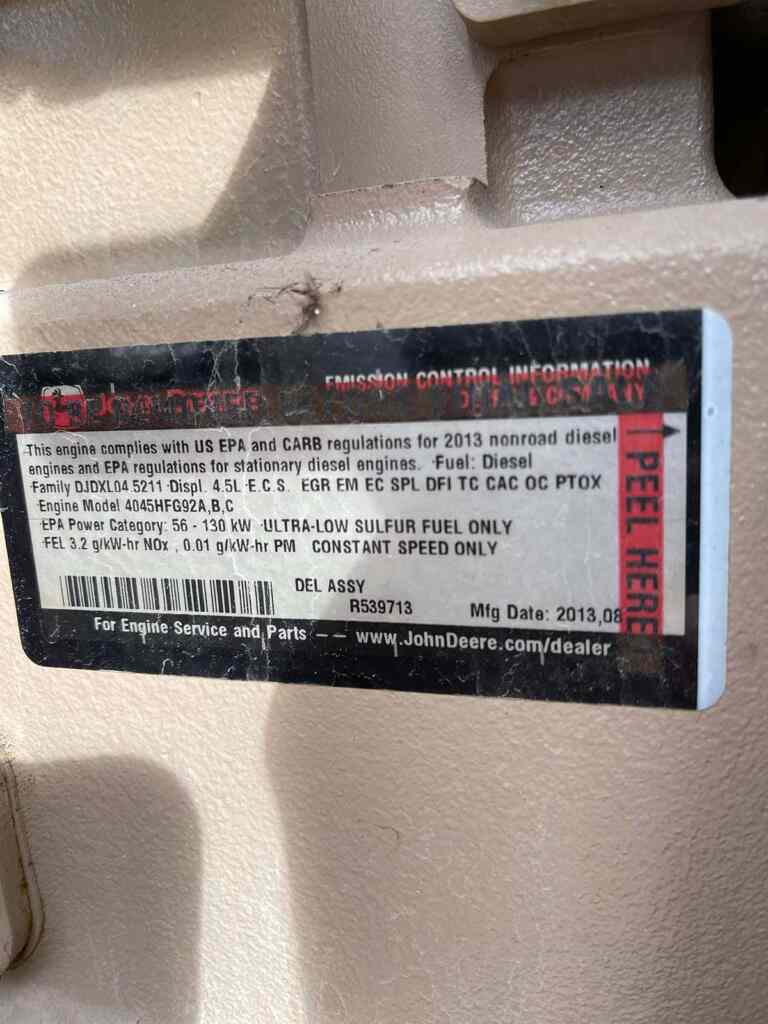 EMISSION CONTROL INFORMATION
JOHN DEERE
This engine complies with US EPA and CARB regulations for 2013 nonroad diesel
engines and EPA regulations for stationary diesel engines. Fuel: Diesel
Family DJDXL04.5211 Displ. 4.5L E.C.S. EGR EM EC SPL DFI TC CAC OC PTOX
Engine Model 4045HFG92A,B,C
EPA Power Category: 56 - 130 kW ULTRA-LOW SULFUR FUEL ONLY
FEL 3.2 g/kW-hr NOx , 0.01 g/kW-hr PM CONSTANT SPEED ONLY
PEEL HERE
DEL ASSY
R539713
Mfg Date: 2013,08
For Engine Service and Parts -- www.JohnDeere.com/dealer